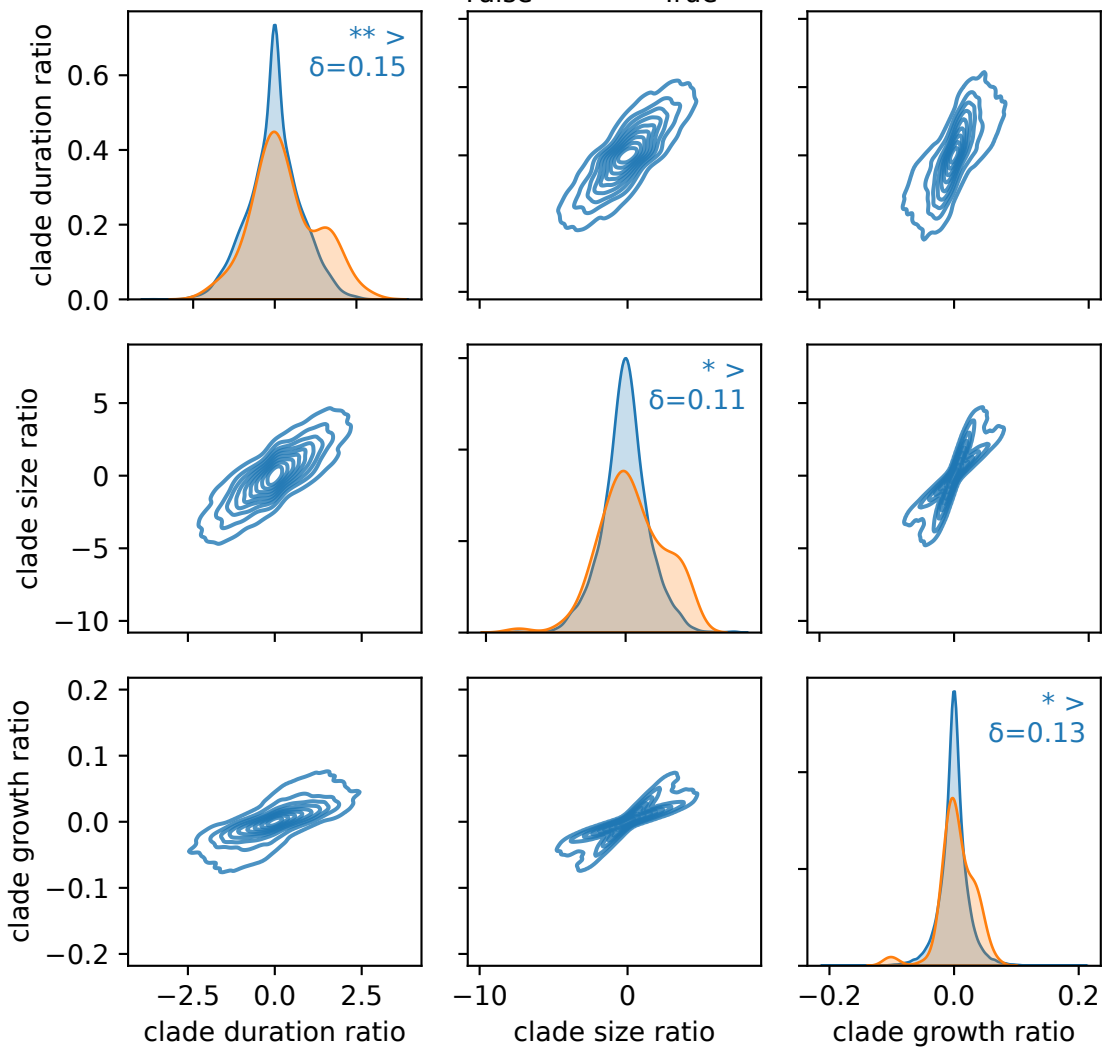 False True
clade duration ratio
0.6
0.4
0.2
0.0
** >
δ=0.15
clade size ratio
5
0
−5
−10
* >
δ=0.11
clade growth ratio
0.2
0.1
0.0
−0.1
−0.2
* >
δ=0.13
−2.5 0.0 2.5
−10 0
−0.2 0.0 0.2
clade duration ratio
clade size ratio
clade growth ratio